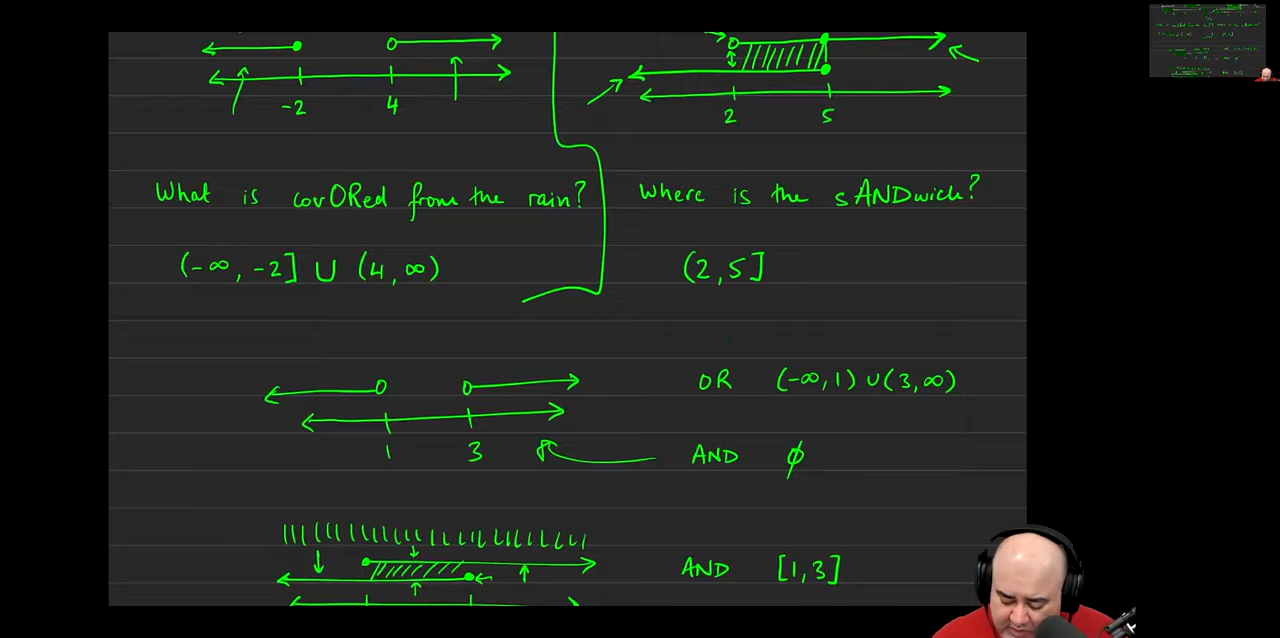 -2 4
2 5
What is covORed from the rain?
Where is the sANDwich?
(-∞, -2] ∪ (4, ∞)
(2, 5]
OR (-∞, 1) ∪ (3, ∞)
1 3
AND ϕ
AND [1, 3]